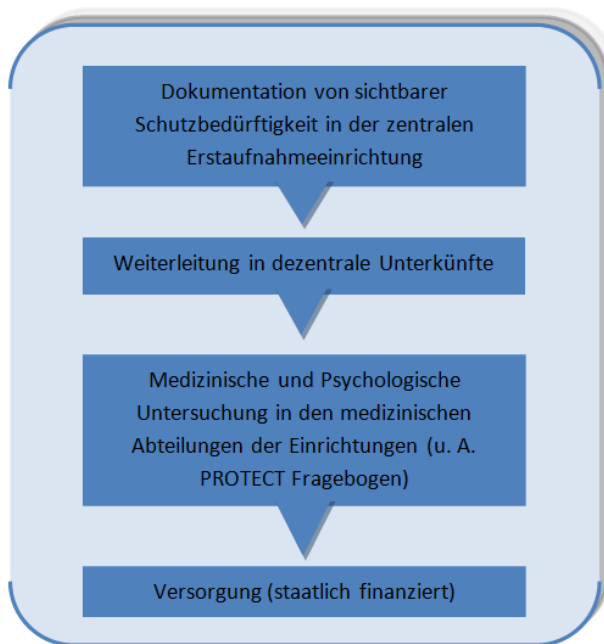 Dokumentation von sichtbarer
Schutzbedürftigkeit in der zentralen
Erstaufnahmeeinrichtung
Weiterleitung in dezentrale Unterkünfte
Medizinische und Psychologische
Untersuchung in den medizinischen
Abteilungen der Einrichtungen (u. A.
PROTECT Fragebogen)
Versorgung (staatlich finanziert)